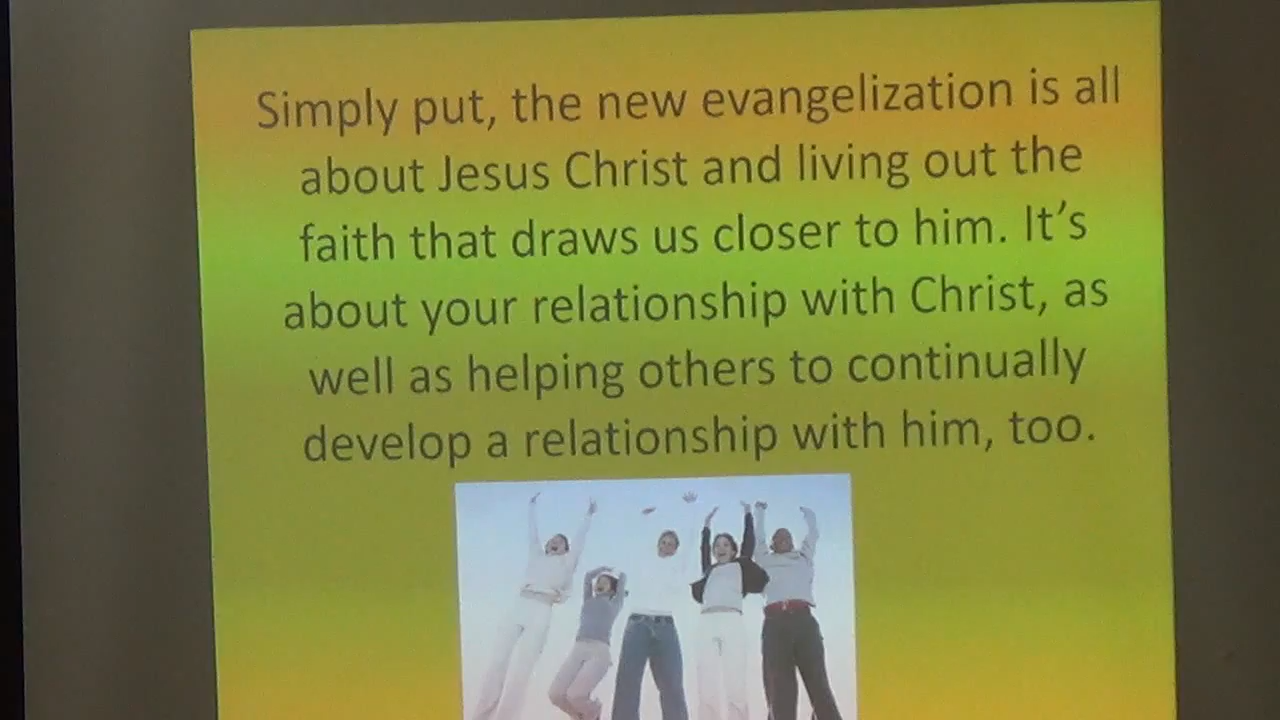 Simply put, the new evangelization is all
about Jesus Christ and living out the
faith that draws us closer to him. It’s
about your relationship with Christ, as
well as helping others to continually
develop a relationship with him, too.